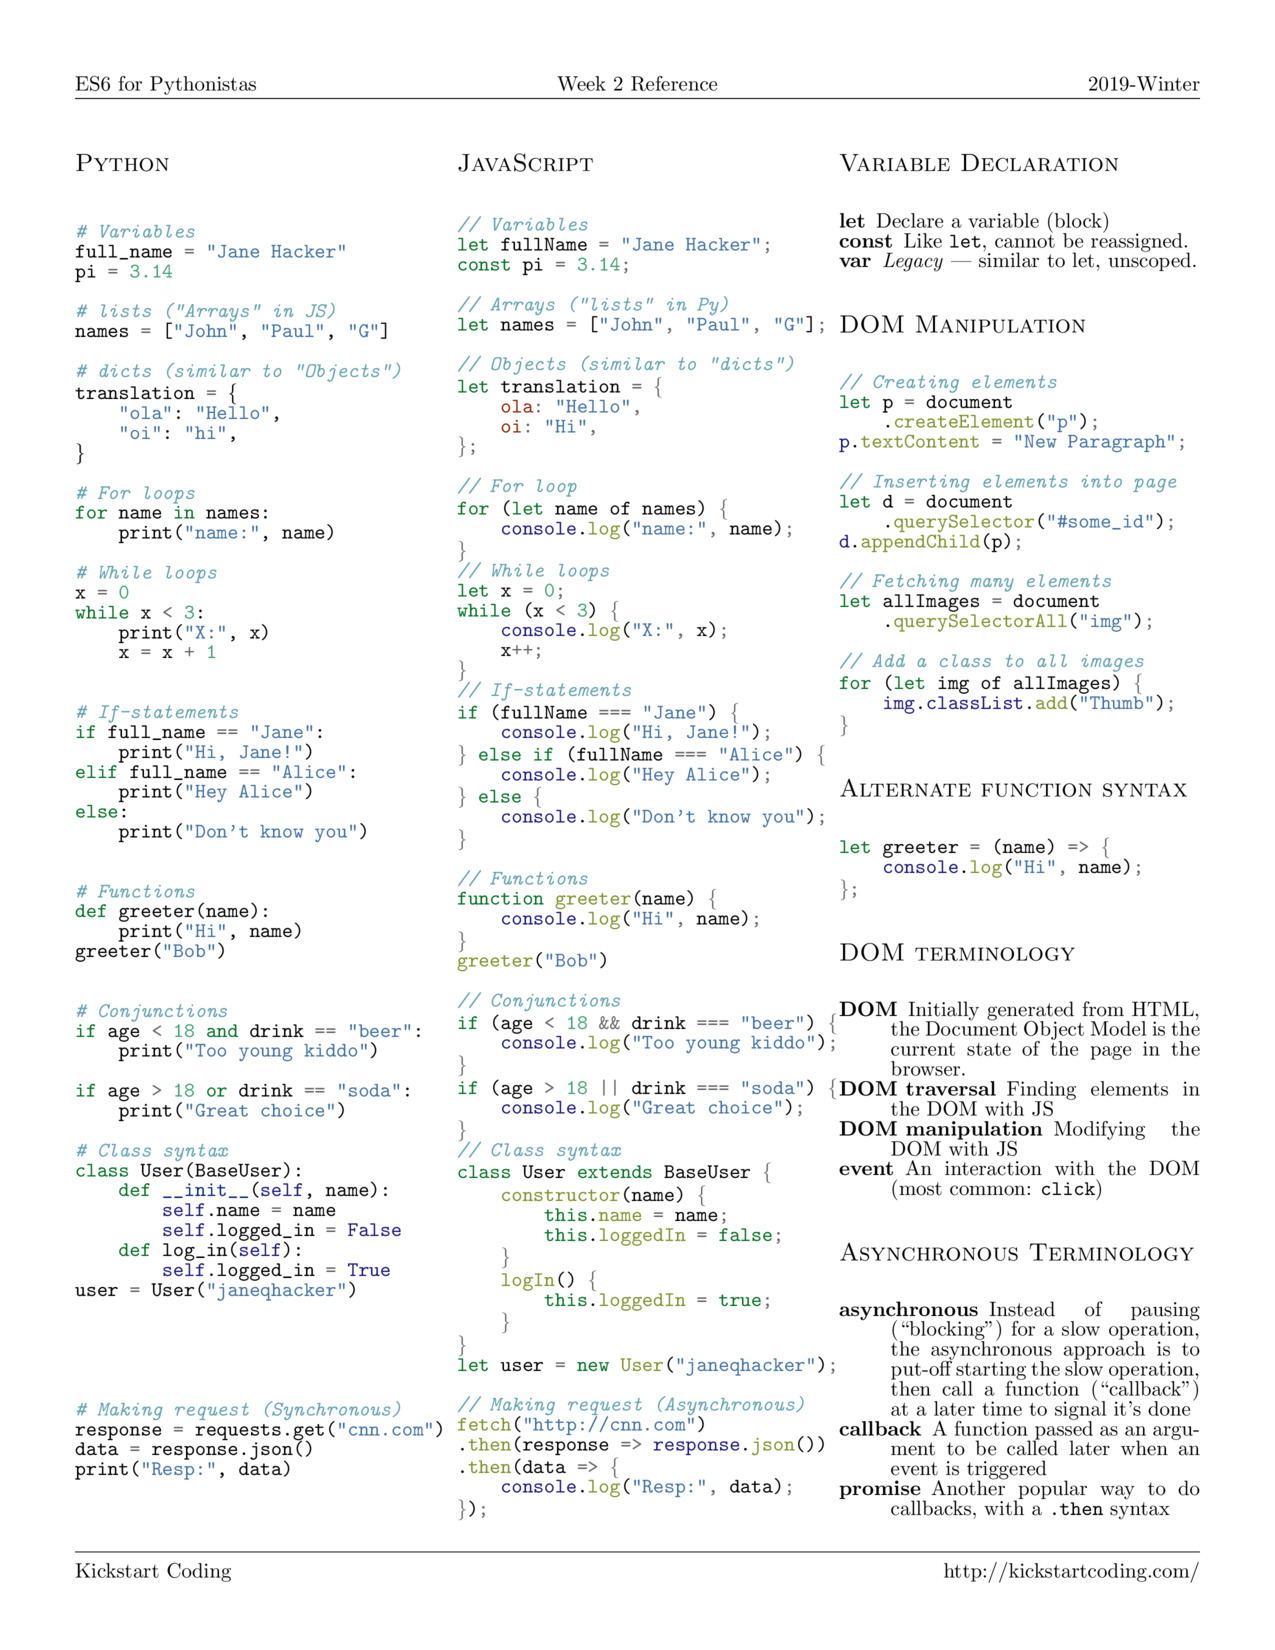 ES6 for Pythonistas
Week 2 Reference
2019-Winter
PYTHON
# Variables
full_name = "Jane Hacker"
pi = 3.14
# lists ("Arrays" in JS)
names = ["John", "Paul", "G"]
# dicts (similar to "Objects")
translation = {
    "ola": "Hello",
    "oi": "hi",
}
# For loops
for name in names:
    print("name:", name)
# While loops
x = 0
while x < 3:
    print("X:", x)
    x = x + 1
# If-statements
if full_name == "Jane":
    print("Hi, Jane!")
elif full_name == "Alice":
    print("Hey Alice")
else:
    print("Don't know you")
# Functions
def greeter(name):
    print("Hi", name)
greeter("Bob")
# Conjunctions
if age < 18 and drink == "beer":
    print("Too young kiddo")
if age > 18 or drink == "soda":
    print("Great choice")
# Class syntax
class User(BaseUser):
    def __init__(self, name):
        self.name = name
        self.logged_in = False
    def log_in(self):
        self.logged_in = True
user = User("janeqhacker")
# Making request (Synchronous)
response = requests.get("cnn.com")
data = response.json()
print("Resp:", data)
JAVASCRIPT
// Variables
let fullName = "Jane Hacker";
const pi = 3.14;
// Arrays ("lists" in Py)
let names = ["John", "Paul", "G"];
// Objects (similar to "dicts")
let translation = {
    ola: "Hello",
    oi: "Hi",
};
// For loop
for (let name of names) {
    console.log("name:", name);
}
// While loops
let x = 0;
while (x < 3) {
    console.log("X:", x);
    x++;
}
// If-statements
if (fullName === "Jane") {
    console.log("Hi, Jane!");
} else if (fullName === "Alice") {
    console.log("Hey Alice");
} else {
    console.log("Don't know you");
}
// Functions
function greeter(name) {
    console.log("Hi", name);
}
greeter("Bob")
// Conjunctions
if (age < 18 && drink === "beer") {
    console.log("Too young kiddo");
}
if (age > 18 || drink === "soda") {
    console.log("Great choice");
}
// Class syntax
class User extends BaseUser {
    constructor(name) {
        this.name = name;
        this.loggedIn = false;
    }
    logIn() {
        this.loggedIn = true;
    }
}
let user = new User("janeqhacker");
// Making request (Asynchronous)
fetch("http://cnn.com")
.then(response => response.json())
.then(data => {
    console.log("Resp:", data);
});
VARIABLE DECLARATION
let Declare a variable (block)
const Like let, cannot be reassigned.
var Legacy — similar to let, unscoped.
DOM MANIPULATION
// Creating elements
let p = document
    .createElement("p");
p.textContent = "New Paragraph";
// Inserting elements into page
let d = document
    .querySelector("#some_id");
d.appendChild(p);
// Fetching many elements
let allImages = document
    .querySelectorAll("img");
// Add a class to all images
for (let img of allImages) {
    img.classList.add("Thumb");
}
ALTERNATE FUNCTION SYNTAX
let greeter = (name) => {
    console.log("Hi", name);
};
DOM TERMINOLOGY
DOM Initially generated from HTML,
the Document Object Model is the
current state of the page in the
browser.
DOM traversal Finding elements in
the DOM with JS
DOM manipulation Modifying the
DOM with JS
event An interaction with the DOM
(most common: click)
ASYNCHRONOUS TERMINOLOGY
asynchronous Instead of pausing
(“blocking”) for a slow operation,
the asynchronous approach is to
put-off starting the slow operation,
then call a function (“callback”)
at a later time to signal it's done
callback A function passed as an argu-
ment to be called later when an
event is triggered
promise Another popular way to do
callbacks, with a .then syntax
Kickstart Coding
http://kickstartcoding.com/